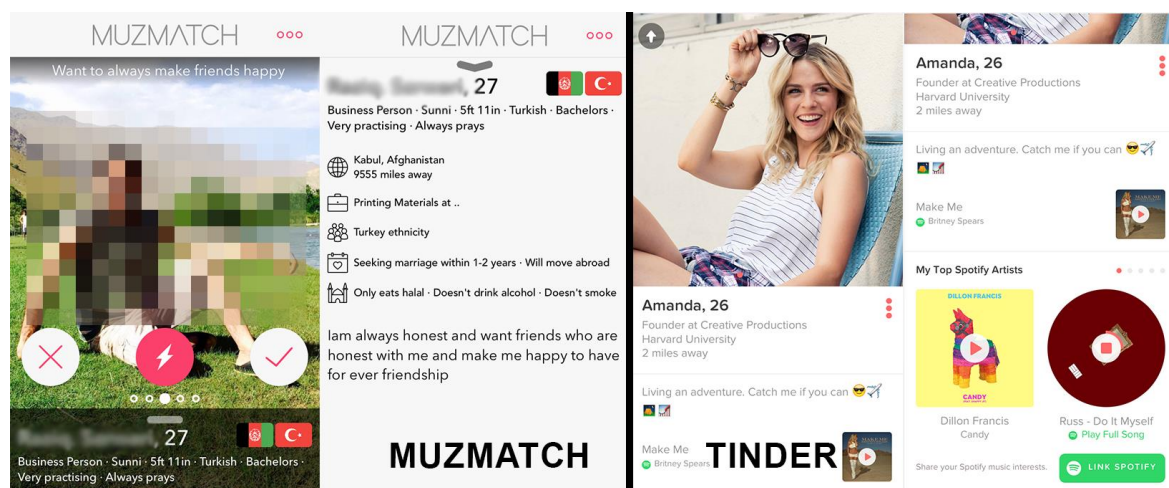 MUZMATCH
Want to always make friends happy
27
Business Person · Sunni · 5ft 11in · Turkish · Bachelors ·
Very practising · Always prays
MUZMATCH
27
Business Person · Sunni · 5ft 11in · Turkish · Bachelors ·
Very practising · Always prays
Kabul, Afghanistan
9555 miles away
Printing Materials at ..
Turkey ethnicity
Seeking marriage within 1-2 years · Will move abroad
Only eats halal · Doesn't drink alcohol · Doesn't smoke
Iam always honest and want friends who are
honest with me and make me happy to have
for ever friendship
MUZMATCH
Amanda, 26
Founder at Creative Productions
Harvard University
2 miles away
Living an adventure. Catch me if you can 😎✈️
Make Me
Britney Spears
TINDER
Amanda, 26
Founder at Creative Productions
Harvard University
2 miles away
Living an adventure. Catch me if you can 😎✈️
Make Me
Britney Spears
My Top Spotify Artists
DILLON FRANCIS
CANDY
Dillon Francis
Candy
Russ - Do It Myself
Play Full Song
Share your Spotify music interests.
LINK SPOTIFY